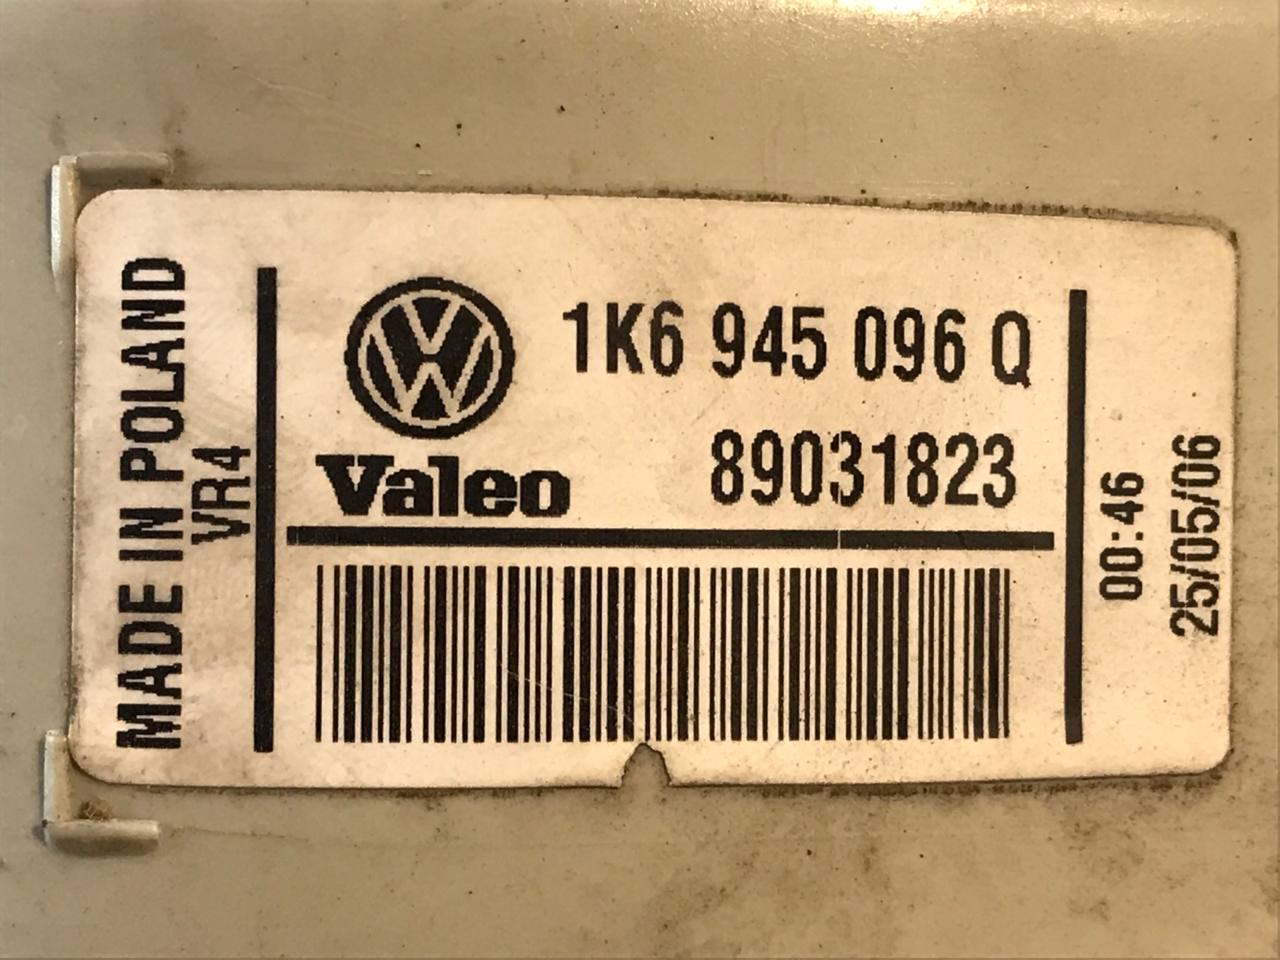 MADE IN POLAND
VR4
1K6 945 096 Q
Valeo
89031823
00:46
25/05/06